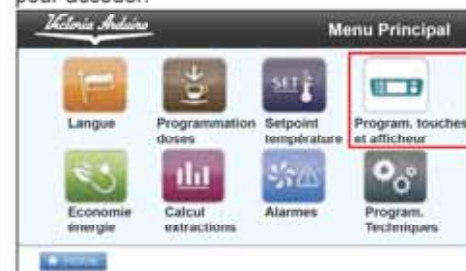 pour accéder.
Victoria Arduino
Menu Principal
Langue
Programmation
doses
SET
Setpoint
température
Program. touches
et afficheur
Economie
énergie
Calcul
extractions
Alarmes
Program.
Techniques
HOME